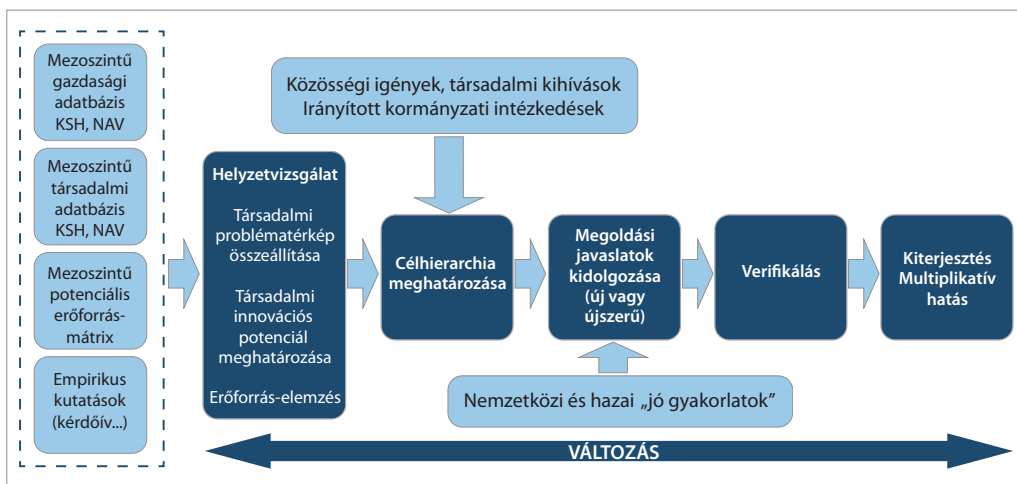 Mezoszintű
gazdasági
adatbázis
KSH, NAV
Mezoszintű
társadalmi
adatbázis
KSH, NAV
Mezoszintű
potenciális
erőforrás-
mátrix
Empirikus
kutatások
(kérdőív...)
Helyzetvizsgálat
Társadalmi
problématérkép
összeállítása
Társadalmi
innovációs
potenciál
meghatározása
Erőforrás-elemzés
Közösségi igények, társadalmi kihívások
Irányított kormányzati intézkedések
Célhierarchia
meghatározása
Megoldási
javaslatok
kidolgozása
(új vagy
újszerű)
Nemzetközi és hazai „jó gyakorlatok”
Verifikálás
Kiterjesztés
Multiplikatív
hatás
VÁLTOZÁS